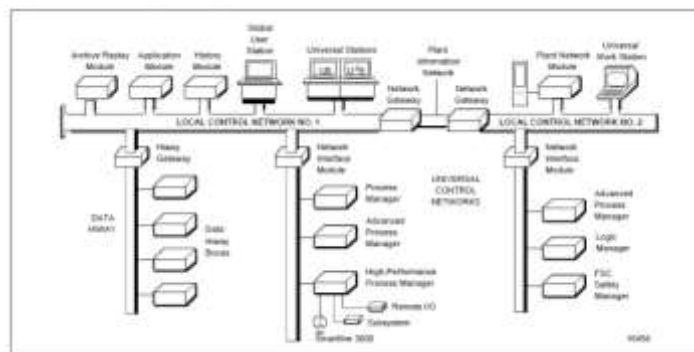 Archive Replay
Module
Application
Module
History
Module
Global
User
Station
Universal Stations
Plant
Information
Network
Network
Gateway
Network
Gateway
Plant Network
Module
Universal
Work Station
LOCAL CONTROL NETWORK NO. 1
LOCAL CONTROL NETWORK NO. 2
Hiway
Gateway
Network
Interface
Module
UNIVERSAL
CONTROL
NETWORKS
Network
Interface
Module
DATA
HIWAY
Data
Hiway
Boxes
Process
Manager
Advanced
Process
Manager
High-Performance
Process Manager
Remote I/O
Subsystem
Smartline 3000
Advanced
Process
Manager
Logic
Manager
FSC
Safety
Manager